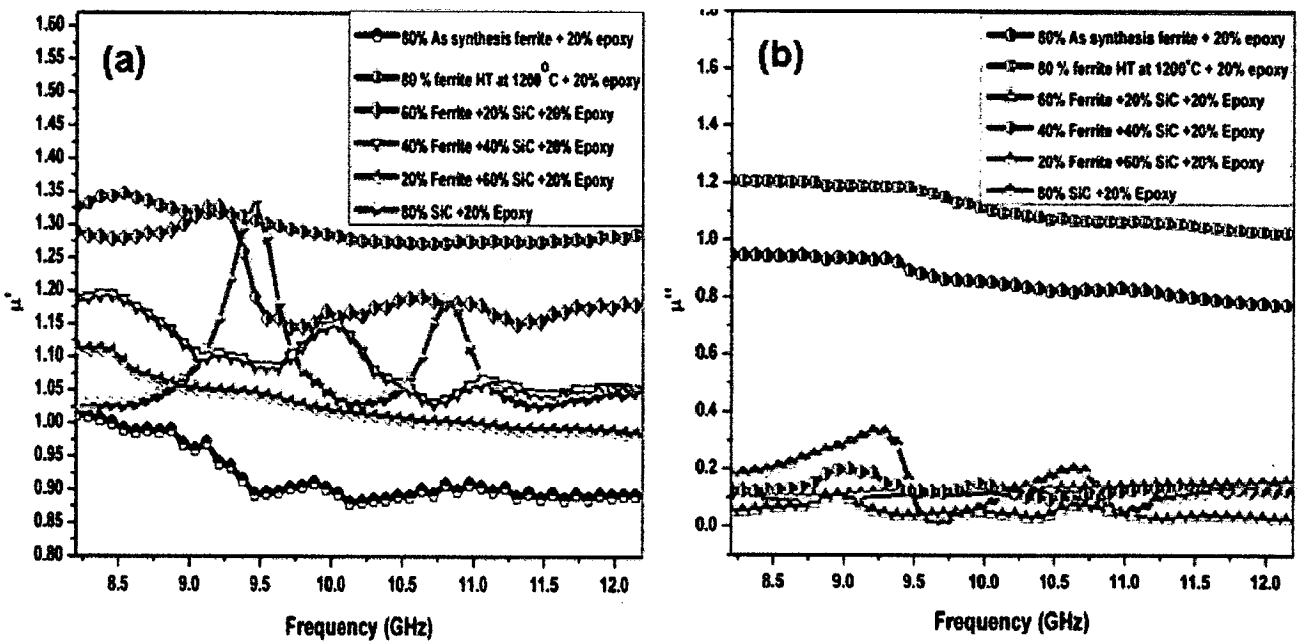 (a)
80% As synthesis ferrite + 20% epoxy
80 % ferrite HT at 1200°C + 20% epoxy
60% Ferrite +20% SiC +20% Epoxy
40% Ferrite +40% SiC +20% Epoxy
20% Ferrite +60% SiC +20% Epoxy
80% SiC +20% Epoxy
1.60
1.55
1.50
1.45
1.40
1.35
1.30
1.25
1.20
1.15
1.10
1.05
1.00
0.95
0.90
0.85
0.80
μ'
8.5 9.0 9.5 10.0 10.5 11.0 11.5 12.0
Frequency (GHz)
(b)
80% As synthesis ferrite + 20% epoxy
80% ferrite HT at 1200°C + 20% epoxy
60% Ferrite +20% SiC +20% Epoxy
40% Ferrite +40% SiC +20% Epoxy
20% Ferrite +60% SiC +20% Epoxy
80% SiC +20% Epoxy
1.6
1.4
1.2
1.0
0.8
0.6
0.4
0.2
0.0
μ''
8.5 9.0 9.5 10.0 10.5 11.0 11.5 12.0
Frequency (GHz)